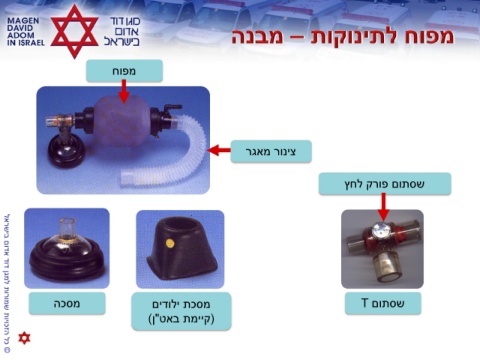 MAGEN
DAVID
ADOM
IN ISRAEL
מגן דוד
אדום
בישראל
מפוח לתינוקות – מבנה
מפוח
צינור מאגר
שסתום פורק לחץ
מסכה
מסכת ילודים
(קיימת באט"ן)
שסתום T
© כל הזכויות שמורות למגן דוד אדום בישראל